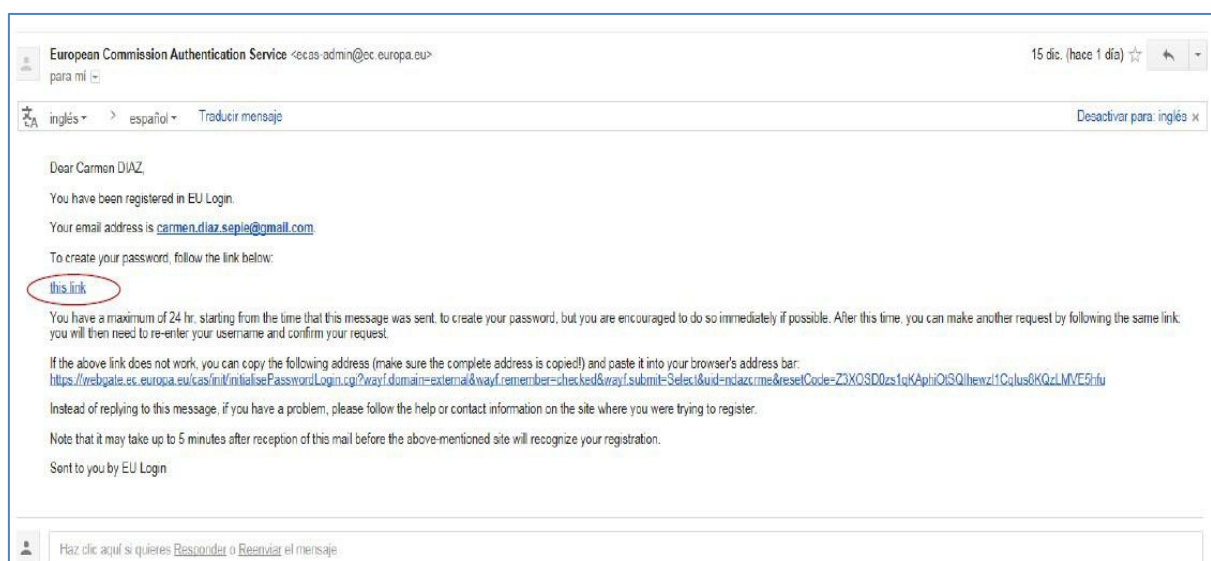 European Commission Authentication Service <ecas-admin@ec.europa.eu>
15 dic. (hace 1 día)
para mí
inglés > español Traducir mensaje
Desactivar para: inglés x
Dear Carmen DIAZ,
You have been registered in EU Login.
Your email address is carmen.diaz.sepie@gmail.com.
To create your password, follow the link below:
this link
You have a maximum of 24 hr, starting from the time that this message was sent, to create your password, but you are encouraged to do so immediately if possible. After this time, you can make another request by following the same link:
you will then need to re-enter your username and confirm your request.
If the above link does not work, you can copy the following address (make sure the complete address is copied!) and paste it into your browser's address bar:
Instead of replying to this message, if you have a problem, please follow the help or contact information on the site where you were trying to register.
Note that it may take up to 5 minutes after reception of this mail before the above-mentioned site will recognize your registration.
Sent to you by EU Login
Haz clic aquí si quieres Responder o Reenviar el mensaje